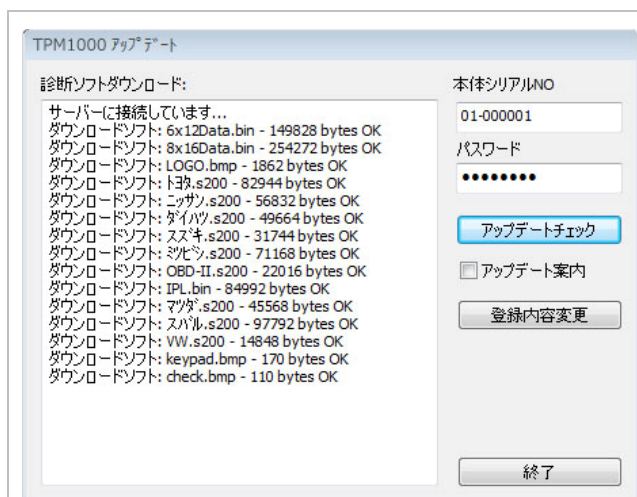 TPM1000 ｱｯﾌﾟﾃﾞｰﾄ
診断ソフトダウンロード:
サーバーに接続しています...
ダウンロードソフト: 6x12Data.bin - 149828 bytes OK
ダウンロードソフト: 8x16Data.bin - 254272 bytes OK
ダウンロードソフト: LOGO.bmp - 1862 bytes OK
ダウンロードソフト: ﾄﾖﾀ.s200 - 82944 bytes OK
ダウンロードソフト: ﾆｯｻﾝ.s200 - 56832 bytes OK
ダウンロードソフト: ﾀﾞｲﾊﾂ.s200 - 49664 bytes OK
ダウンロードソフト: ｽｽﾞｷ.s200 - 31744 bytes OK
ダウンロードソフト: ﾐﾂﾋﾞｼ.s200 - 71168 bytes OK
ダウンロードソフト: OBD-II.s200 - 22016 bytes OK
ダウンロードソフト: IPL.bin - 84992 bytes OK
ダウンロードソフト: ﾏﾂﾀﾞ.s200 - 45568 bytes OK
ダウンロードソフト: ｽﾊﾞﾙ.s200 - 97792 bytes OK
ダウンロードソフト: VW.s200 - 14848 bytes OK
ダウンロードソフト: keypad.bmp - 170 bytes OK
ダウンロードソフト: check.bmp - 110 bytes OK
本体シリアルNO
01-000001
パスワード
●●●●●●●●
アップデートチェック
アップデート案内
登録内容変更
終了